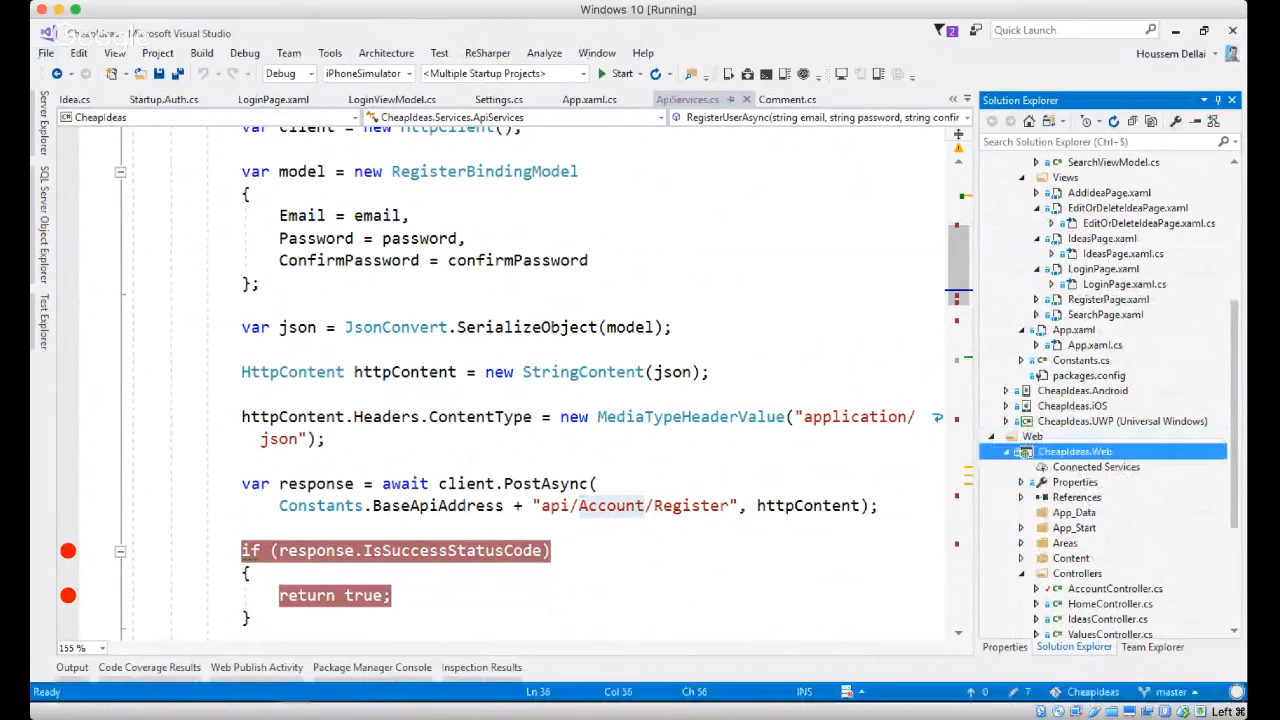 Windows 10 [Running]
Microsoft Visual Studio
Quick Launch
2
File Edit View Project Build Debug Team Tools Architecture Test ReSharper Analyze Window Help
Houssem Dellai
Debug iPhoneSimulator <Multiple Startup Projects> Start
Idea.cs Startup.Auth.cs LoginPage.xaml LoginViewModel.cs Settings.cs App.xaml.cs ApiServices.cs Comment.cs
CheapIdeas CheapIdeas.Services.ApiServices RegisterUserAsync(string email, string password, string confir
Server Explorer
SQL Server Object Explorer
Test Explorer
var client = new HttpClient();
var model = new RegisterBindingModel
{
Email = email,
Password = password,
ConfirmPassword = confirmPassword
};
var json = JsonConvert.SerializeObject(model);
HttpContent httpContent = new StringContent(json);
httpContent.Headers.ContentType = new MediaTypeHeaderValue("application/
json");
var response = await client.PostAsync(
Constants.BaseApiAddress + "api/Account/Register", httpContent);
if (response.IsSuccessStatusCode)
{
return true;
}
155 %
Solution Explorer
Search Solution Explorer (Ctrl+$)
SearchViewModel.cs
Views
AddIdeaPage.xaml
EditOrDeleteIdeaPage.xaml
EditOrDeleteIdeaPage.xaml.cs
IdeasPage.xaml
IdeasPage.xaml.cs
LoginPage.xaml
LoginPage.xaml.cs
RegisterPage.xaml
SearchPage.xaml
App.xaml
App.xaml.cs
Constants.cs
packages.config
CheapIdeas.Android
CheapIdeas.iOS
CheapIdeas.UWP (Universal Windows)
Web
CheapIdeas.Web
Connected Services
Properties
References
App_Data
App_Start
Areas
Content
Controllers
AccountController.cs
HomeController.cs
IdeasController.cs
ValuesController.cs
Properties Solution Explorer Team Explorer
Output Code Coverage Results Web Publish Activity Package Manager Console Inspection Results
Ready Ln 36 Col 56 Ch 56 INS 0 7 CheapIdeas master
Left ⌘